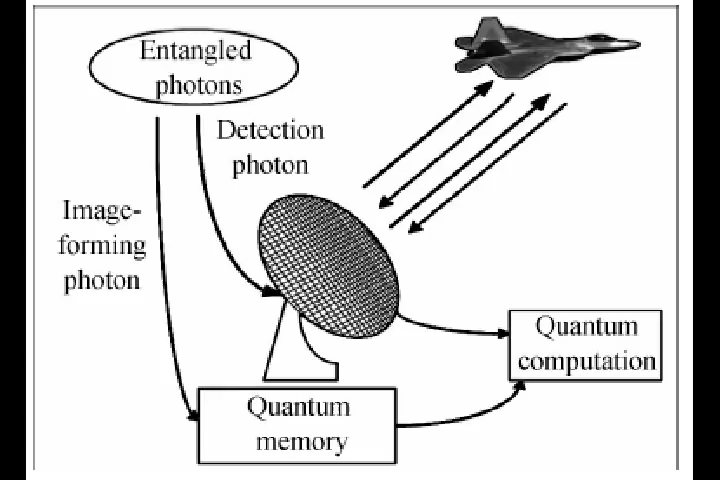 Entangled
photons
Detection
photon
Image-
forming
photon
Quantum
computation
Quantum
memory